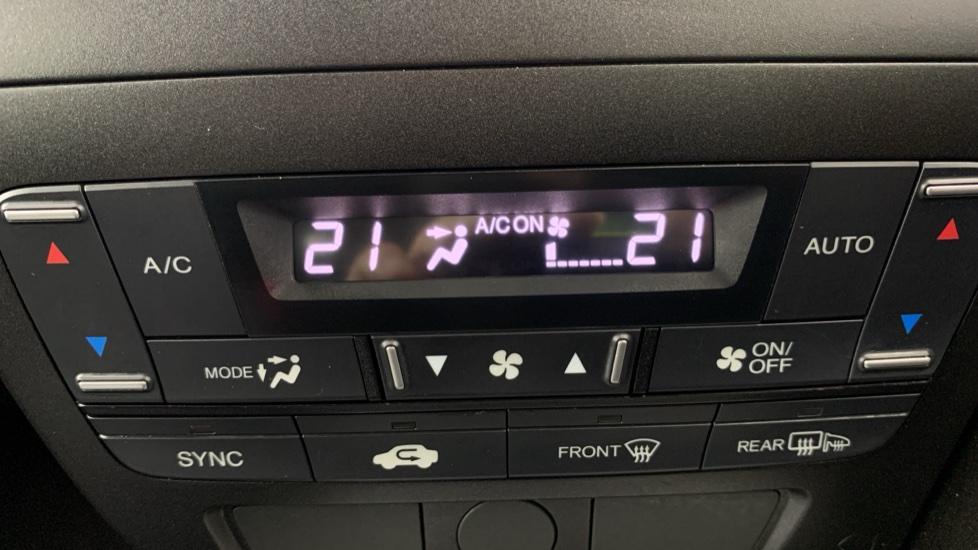 21 A/C ON 21
A/C
AUTO
MODE
ON/
OFF
SYNC
FRONT
REAR